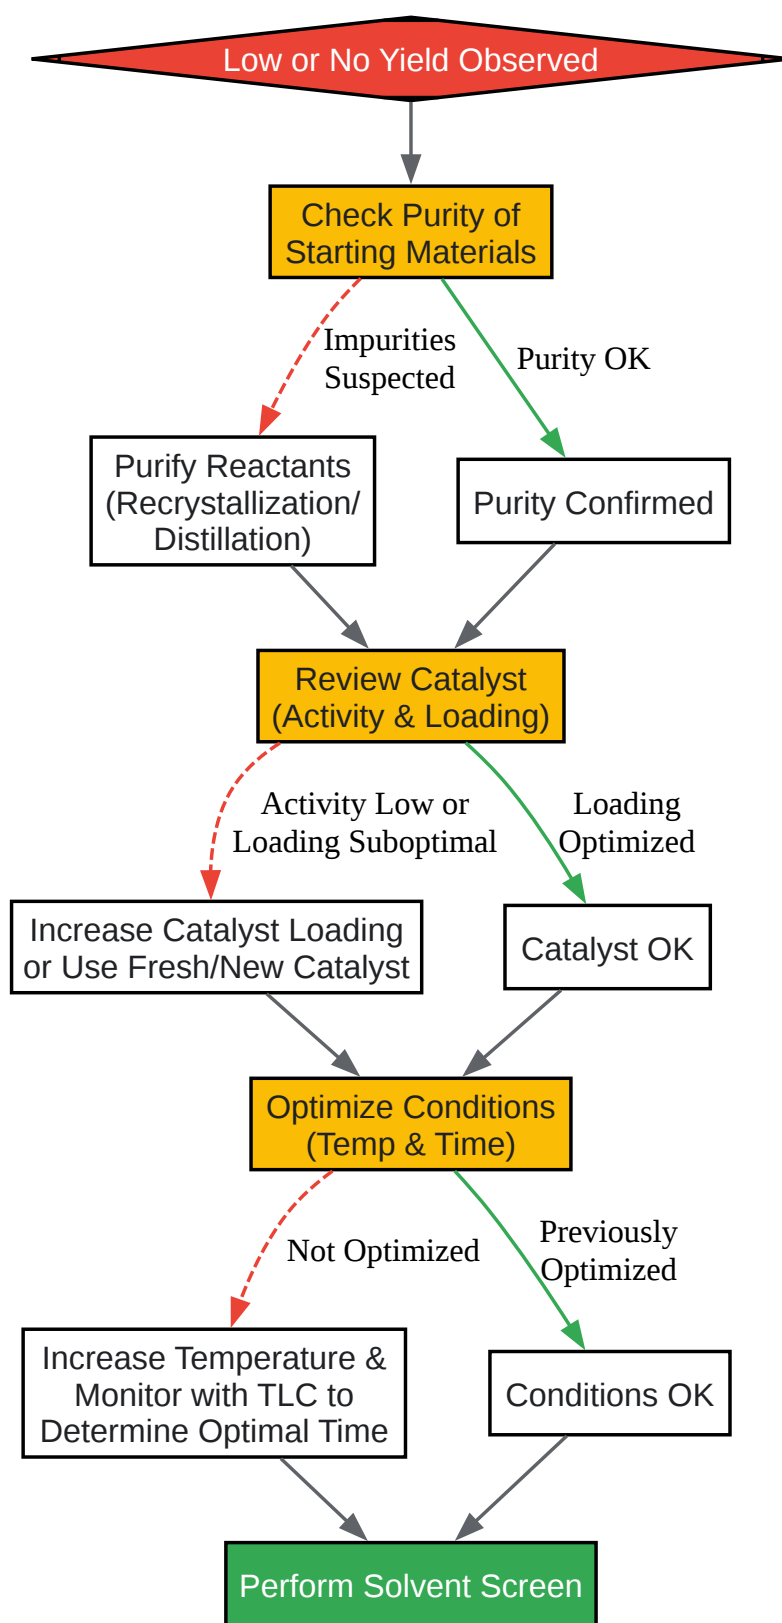 Low or No Yield Observed
Check Purity of
Starting Materials
Impurities
Suspected
Purity OK
Purify Reactants
(Recrystallization/
Distillation)
Purity Confirmed
Review Catalyst
(Activity & Loading)
Activity Low or
Loading Suboptimal
Loading
Optimized
Increase Catalyst Loading
or Use Fresh/New Catalyst
Catalyst OK
Optimize Conditions
(Temp & Time)
Not Optimized
Previously
Optimized
Increase Temperature &
Monitor with TLC to
Determine Optimal Time
Conditions OK
Perform Solvent Screen